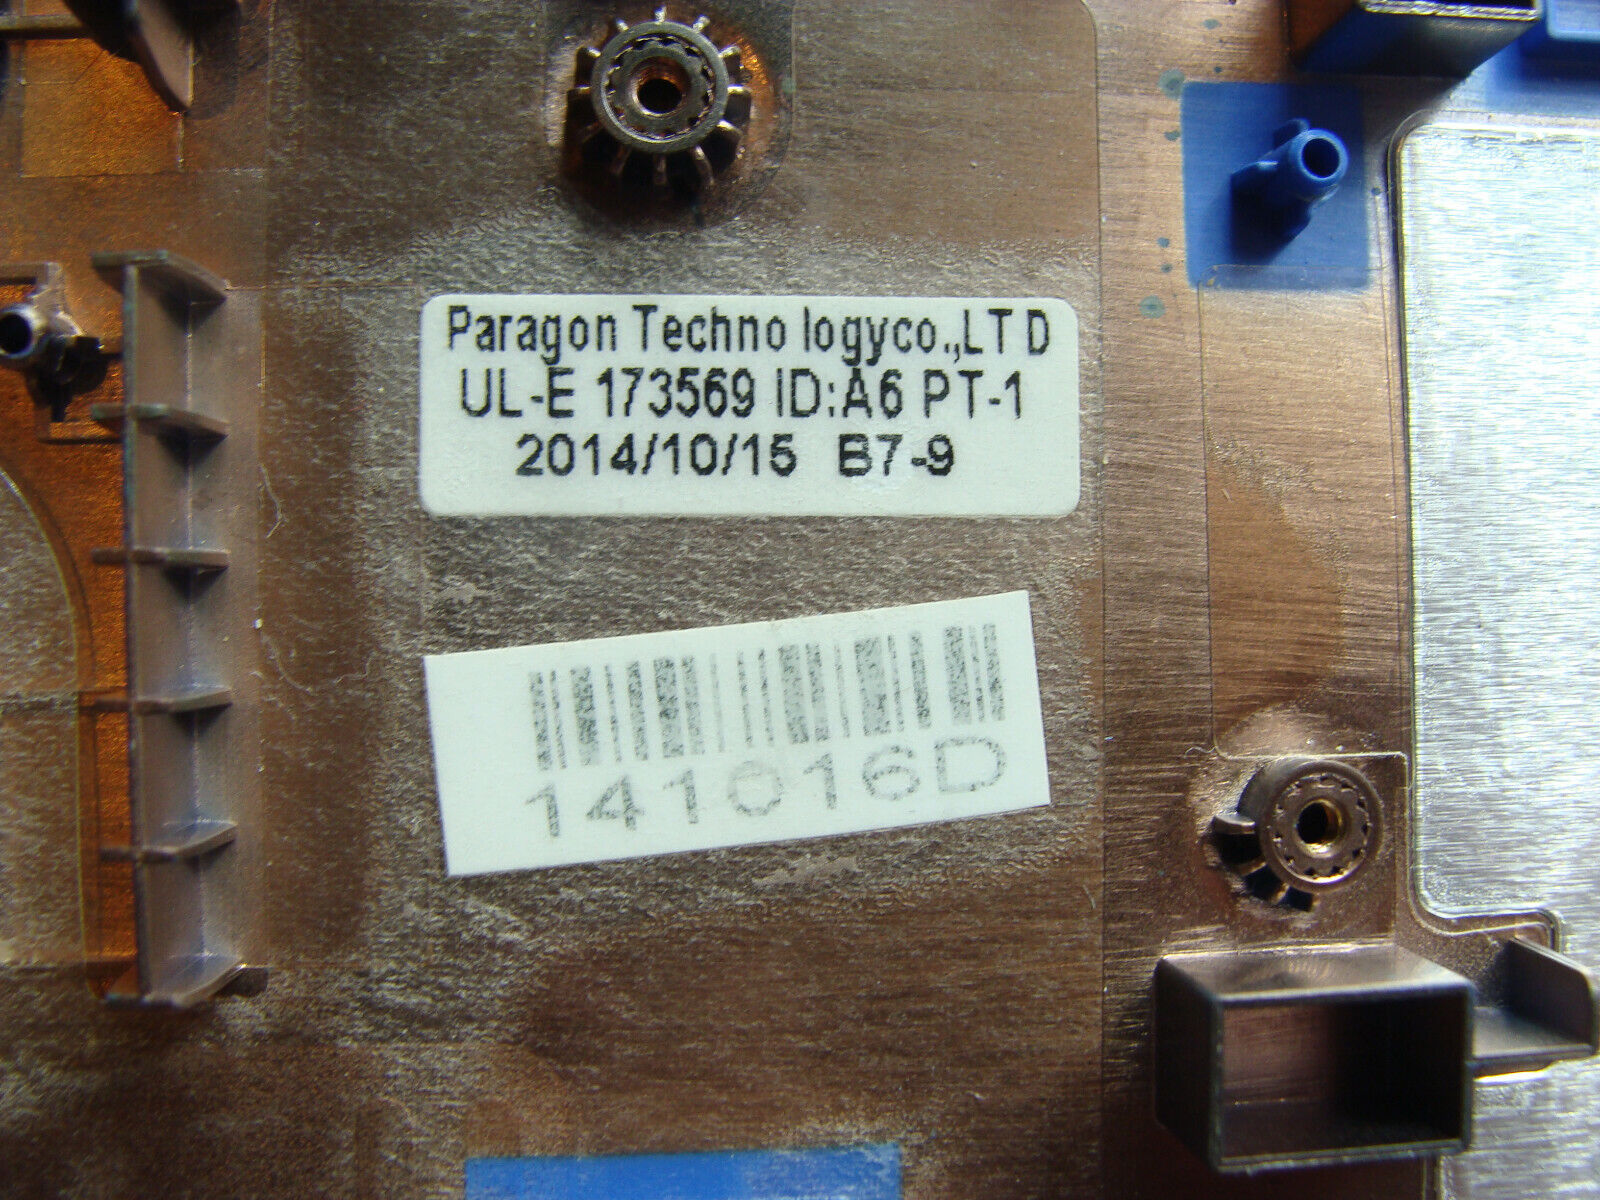 Paragon Techno logyco.,LT D
UL-E 173569 ID:A6 PT-1
2014/10/15 B7-9
141016D